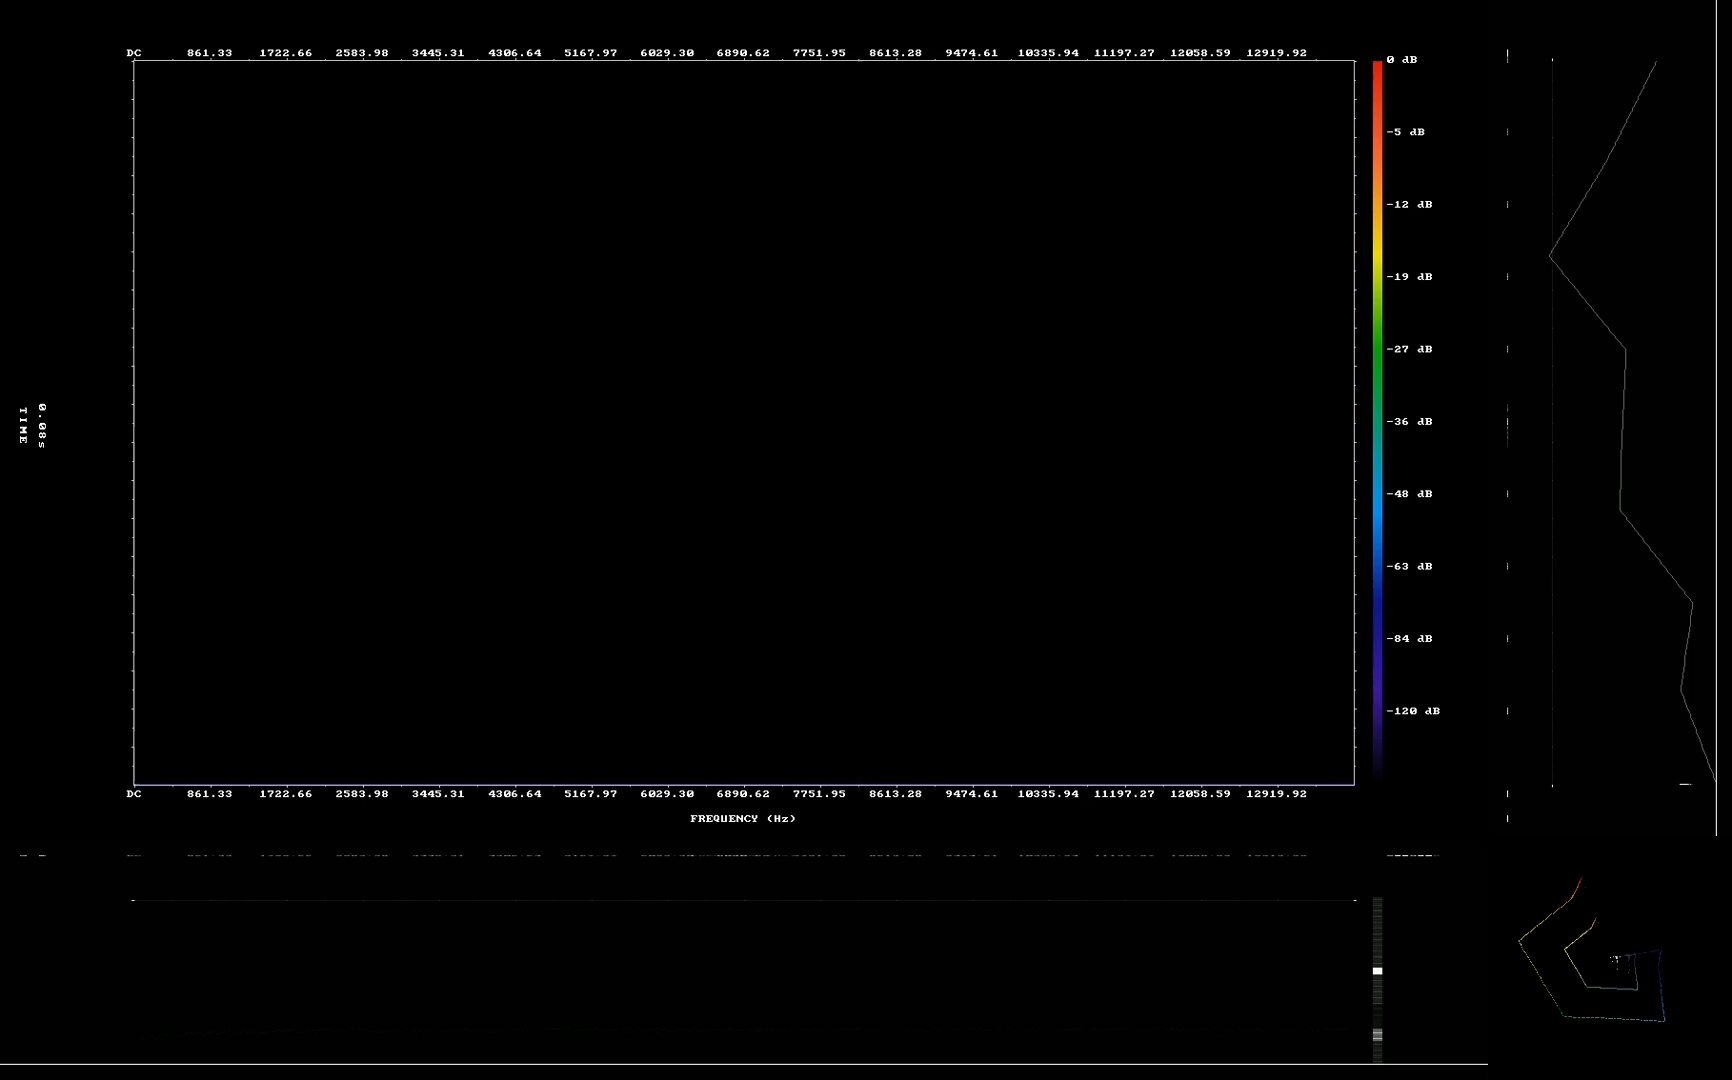 DC 861.33 1722.66 2583.98 3445.31 4306.64 5167.97 6029.30 6890.62 7751.95 8613.28 9474.61 10335.94 11197.27 12058.59 12919.92
0 dB
-5 dB
-12 dB
-19 dB
-27 dB
-36 dB
-48 dB
-63 dB
-84 dB
-120 dB
TIME
0.08s
DC 861.33 1722.66 2583.98 3445.31 4306.64 5167.97 6029.30 6890.62 7751.95 8613.28 9474.61 10335.94 11197.27 12058.59 12919.92
FREQUENCY (Hz)